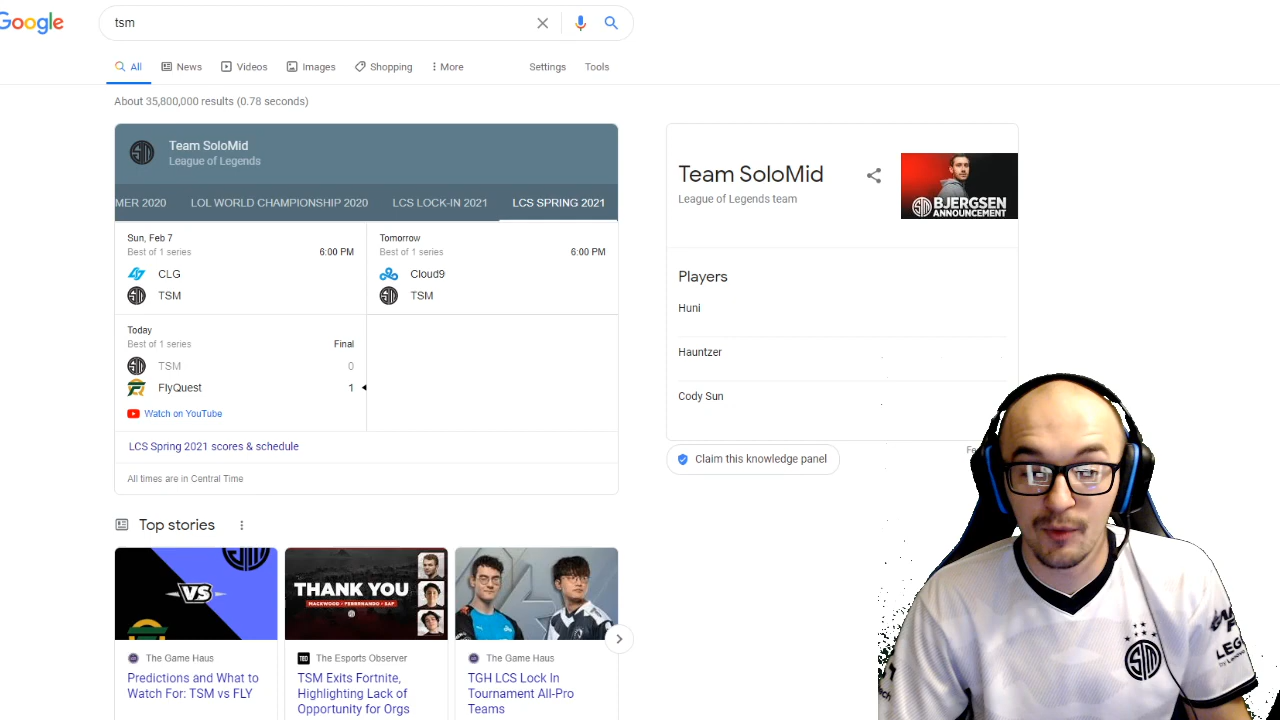 Google
tsm
All
News
Videos
Images
Shopping
More
Settings
Tools
About 35,800,000 results (0.78 seconds)
Team SoloMid
League of Legends
MER 2020
LOL WORLD CHAMPIONSHIP 2020
LCS LOCK-IN 2021
LCS SPRING 2021
Sun, Feb 7
Best of 1 series
6:00 PM
CLG
TSM
Tomorrow
Best of 1 series
6:00 PM
Cloud9
TSM
Today
Best of 1 series
Final
TSM
0
FlyQuest
1
Watch on YouTube
LCS Spring 2021 scores & schedule
All times are in Central Time
Team SoloMid
League of Legends team
BJERGSEN
ANNOUNCEMENT
Players
Huni
Hauntzer
Cody Sun
Claim this knowledge panel
Fe
Top stories
VS
The Game Haus
Predictions and What to
Watch For: TSM vs FLY
THANK YOU
MACKWOOD • FERRERNANDO • SAF
The Esports Observer
TSM Exits Fortnite,
Highlighting Lack of
Opportunity for Orgs
The Game Haus
TGH LCS Lock In
Tournament All-Pro
Teams
TSM